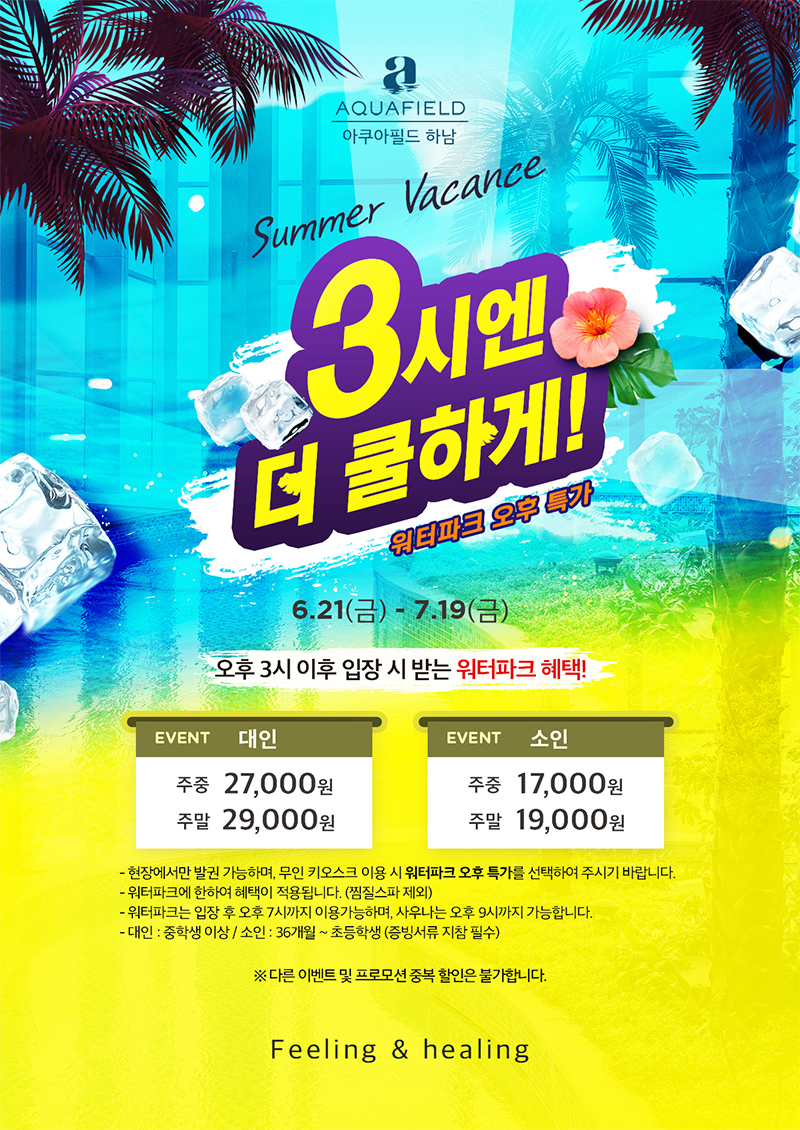 a
AQUAFIELD
아쿠아필드 하남
Summer Vacance
3시엔
더 쿨하게!
워터파크 오후 특가
6.21(금) - 7.19(금)
오후 3시 이후 입장 시 받는 워터파크 혜택!
EVENT 대인
주중 27,000원
주말 29,000원
EVENT 소인
주중 17,000원
주말 19,000원
- 현장에서만 발권 가능하며, 무인 키오스크 이용 시 워터파크 오후 특가를 선택하여 주시기 바랍니다.
- 워터파크에 한하여 혜택이 적용됩니다. (찜질스파 제외)
- 워터파크는 입장 후 오후 7시까지 이용가능하며, 사우나는 오후 9시까지 가능합니다.
- 대인 : 중학생 이상 / 소인 : 36개월 ~ 초등학생 (증빙서류 지참 필수)
※ 다른 이벤트 및 프로모션 중복 할인은 불가합니다.
Feeling & healing